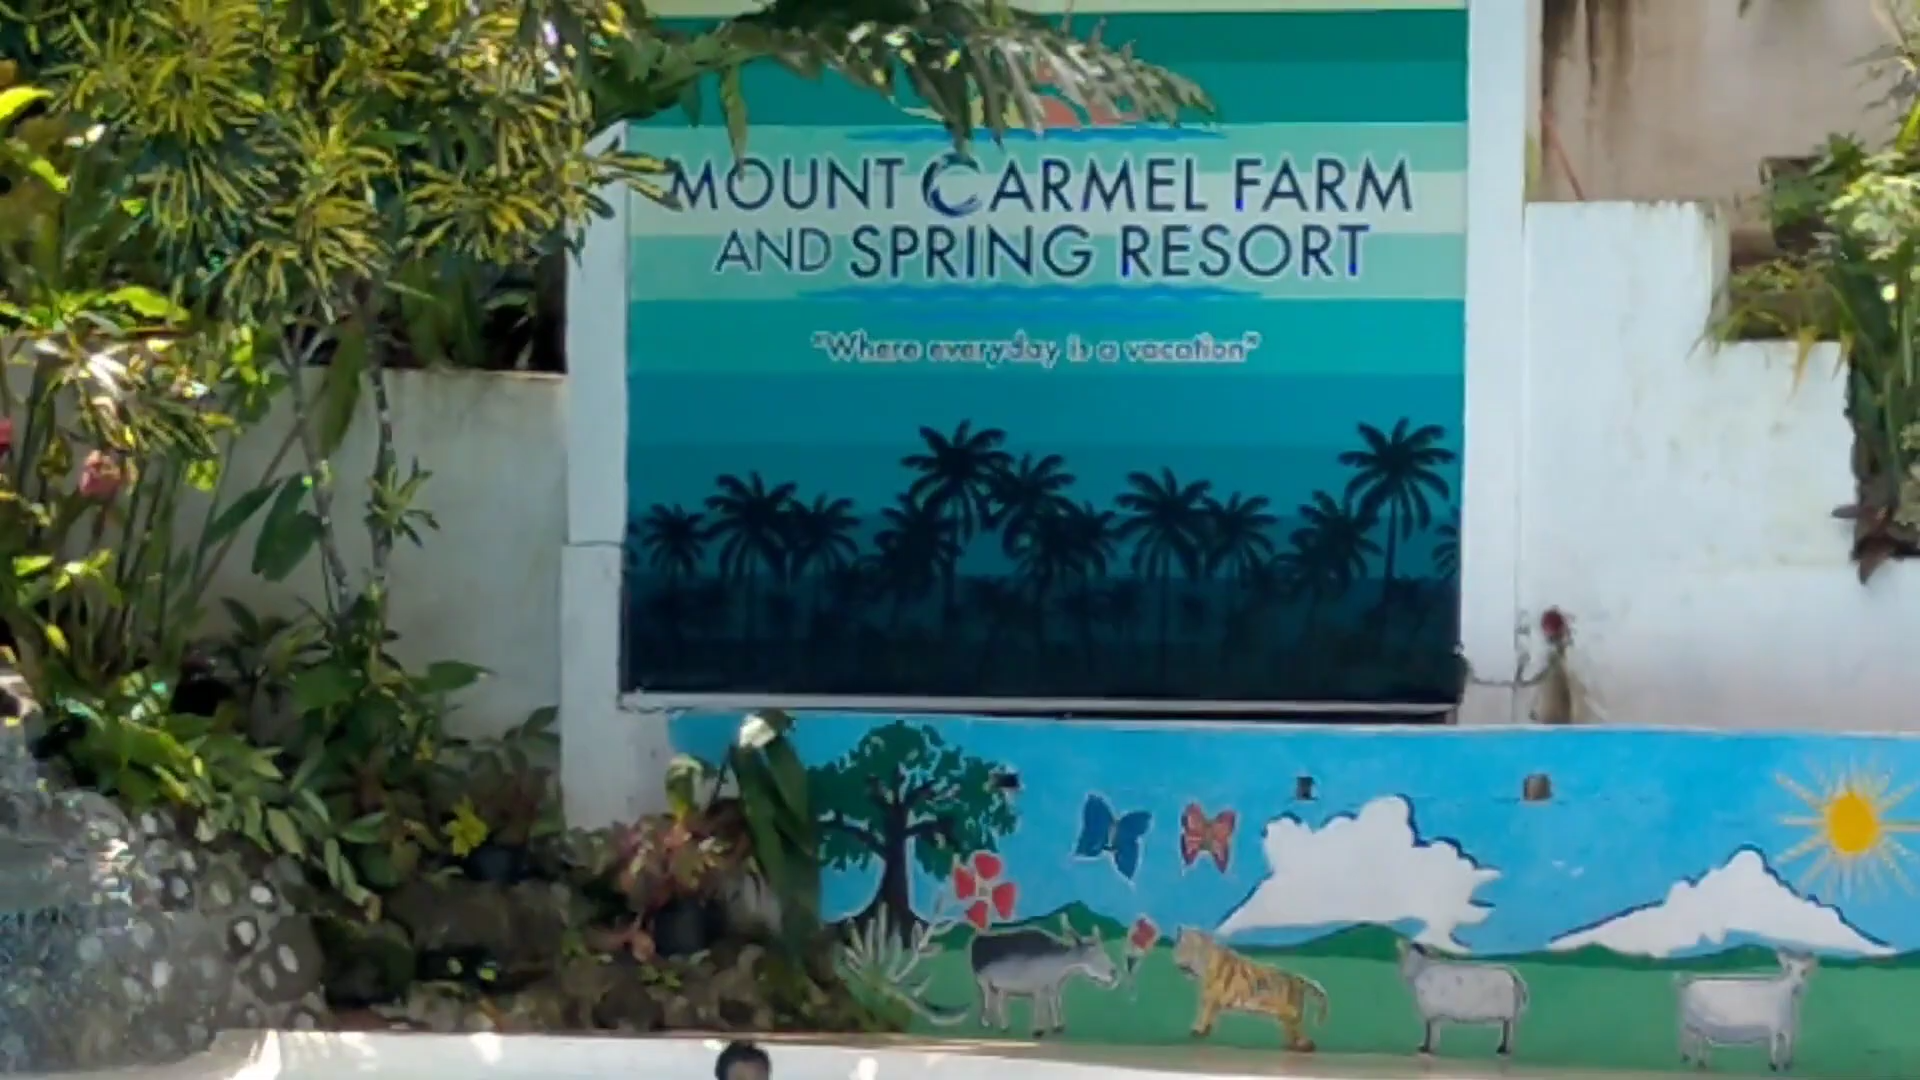 MOUNT CARMEL FARM
AND SPRING RESORT
"Where everyday is a vacation"